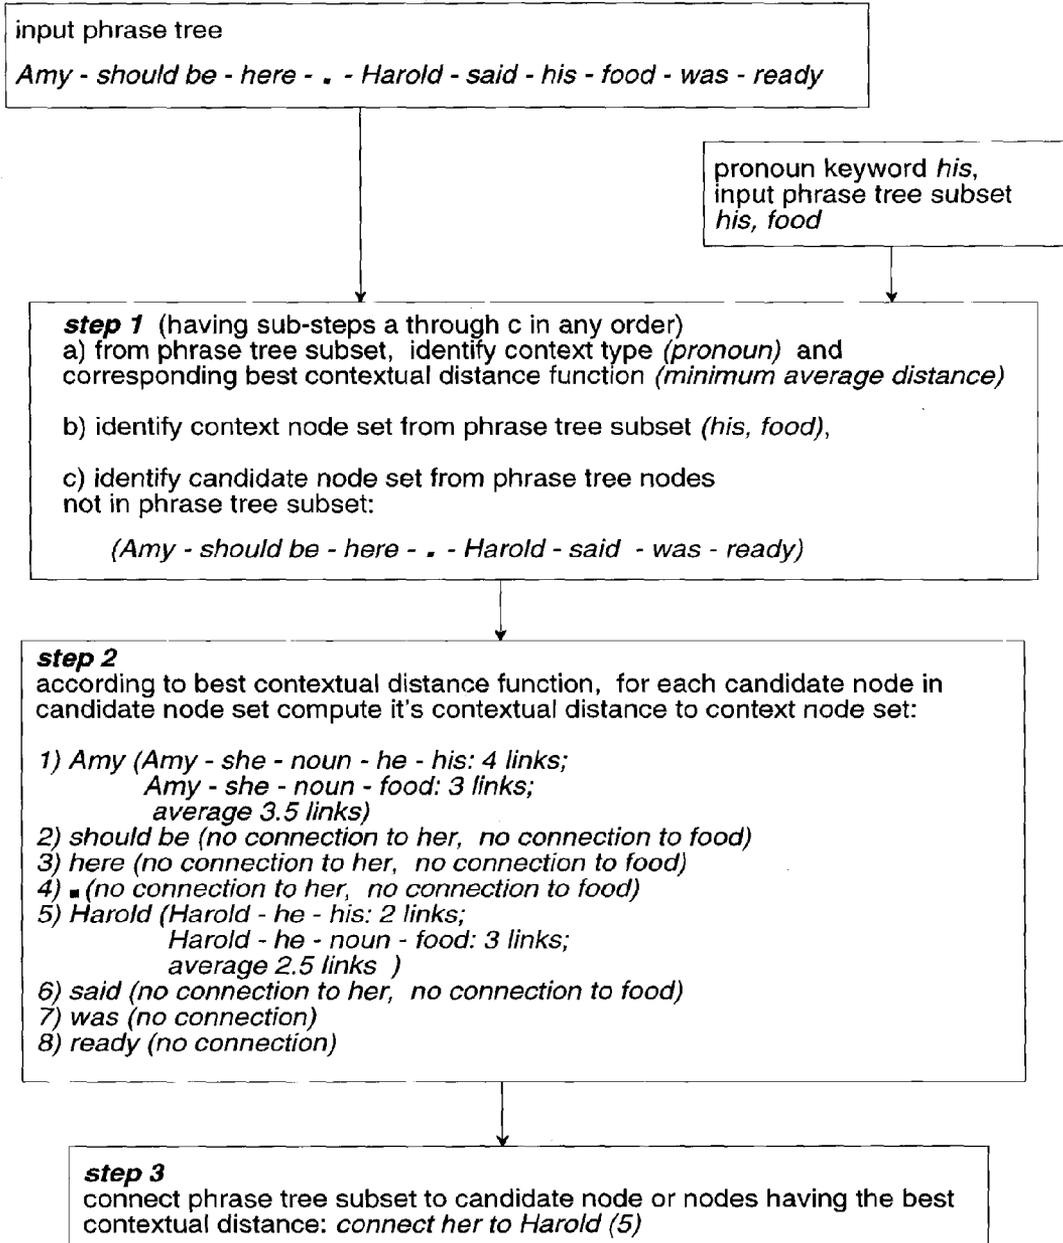 input phrase tree
Amy - should be - here - . - Harold - said - his - food - was - ready
pronoun keyword his,
input phrase tree subset
his, food
step 1 (having sub-steps a through c in any order)
a) from phrase tree subset, identify context type (pronoun) and
corresponding best contextual distance function (minimum average distance)
b) identify context node set from phrase tree subset (his, food),
c) identify candidate node set from phrase tree nodes
not in phrase tree subset:
(Amy - should be - here - . - Harold - said - was - ready)
step 2
according to best contextual distance function, for each candidate node in
candidate node set compute it's contextual distance to context node set:
1) Amy (Amy - she - noun - he - his: 4 links;
Amy - she - noun - food: 3 links;
average 3.5 links)
2) should be (no connection to her, no connection to food)
3) here (no connection to her, no connection to food)
4) . (no connection to her, no connection to food)
5) Harold (Harold - he - his: 2 links;
Harold - he - noun - food: 3 links;
average 2.5 links )
6) said (no connection to her, no connection to food)
7) was (no connection)
8) ready (no connection)
step 3
connect phrase tree subset to candidate node or nodes having the best
contextual distance: connect her to Harold (5)